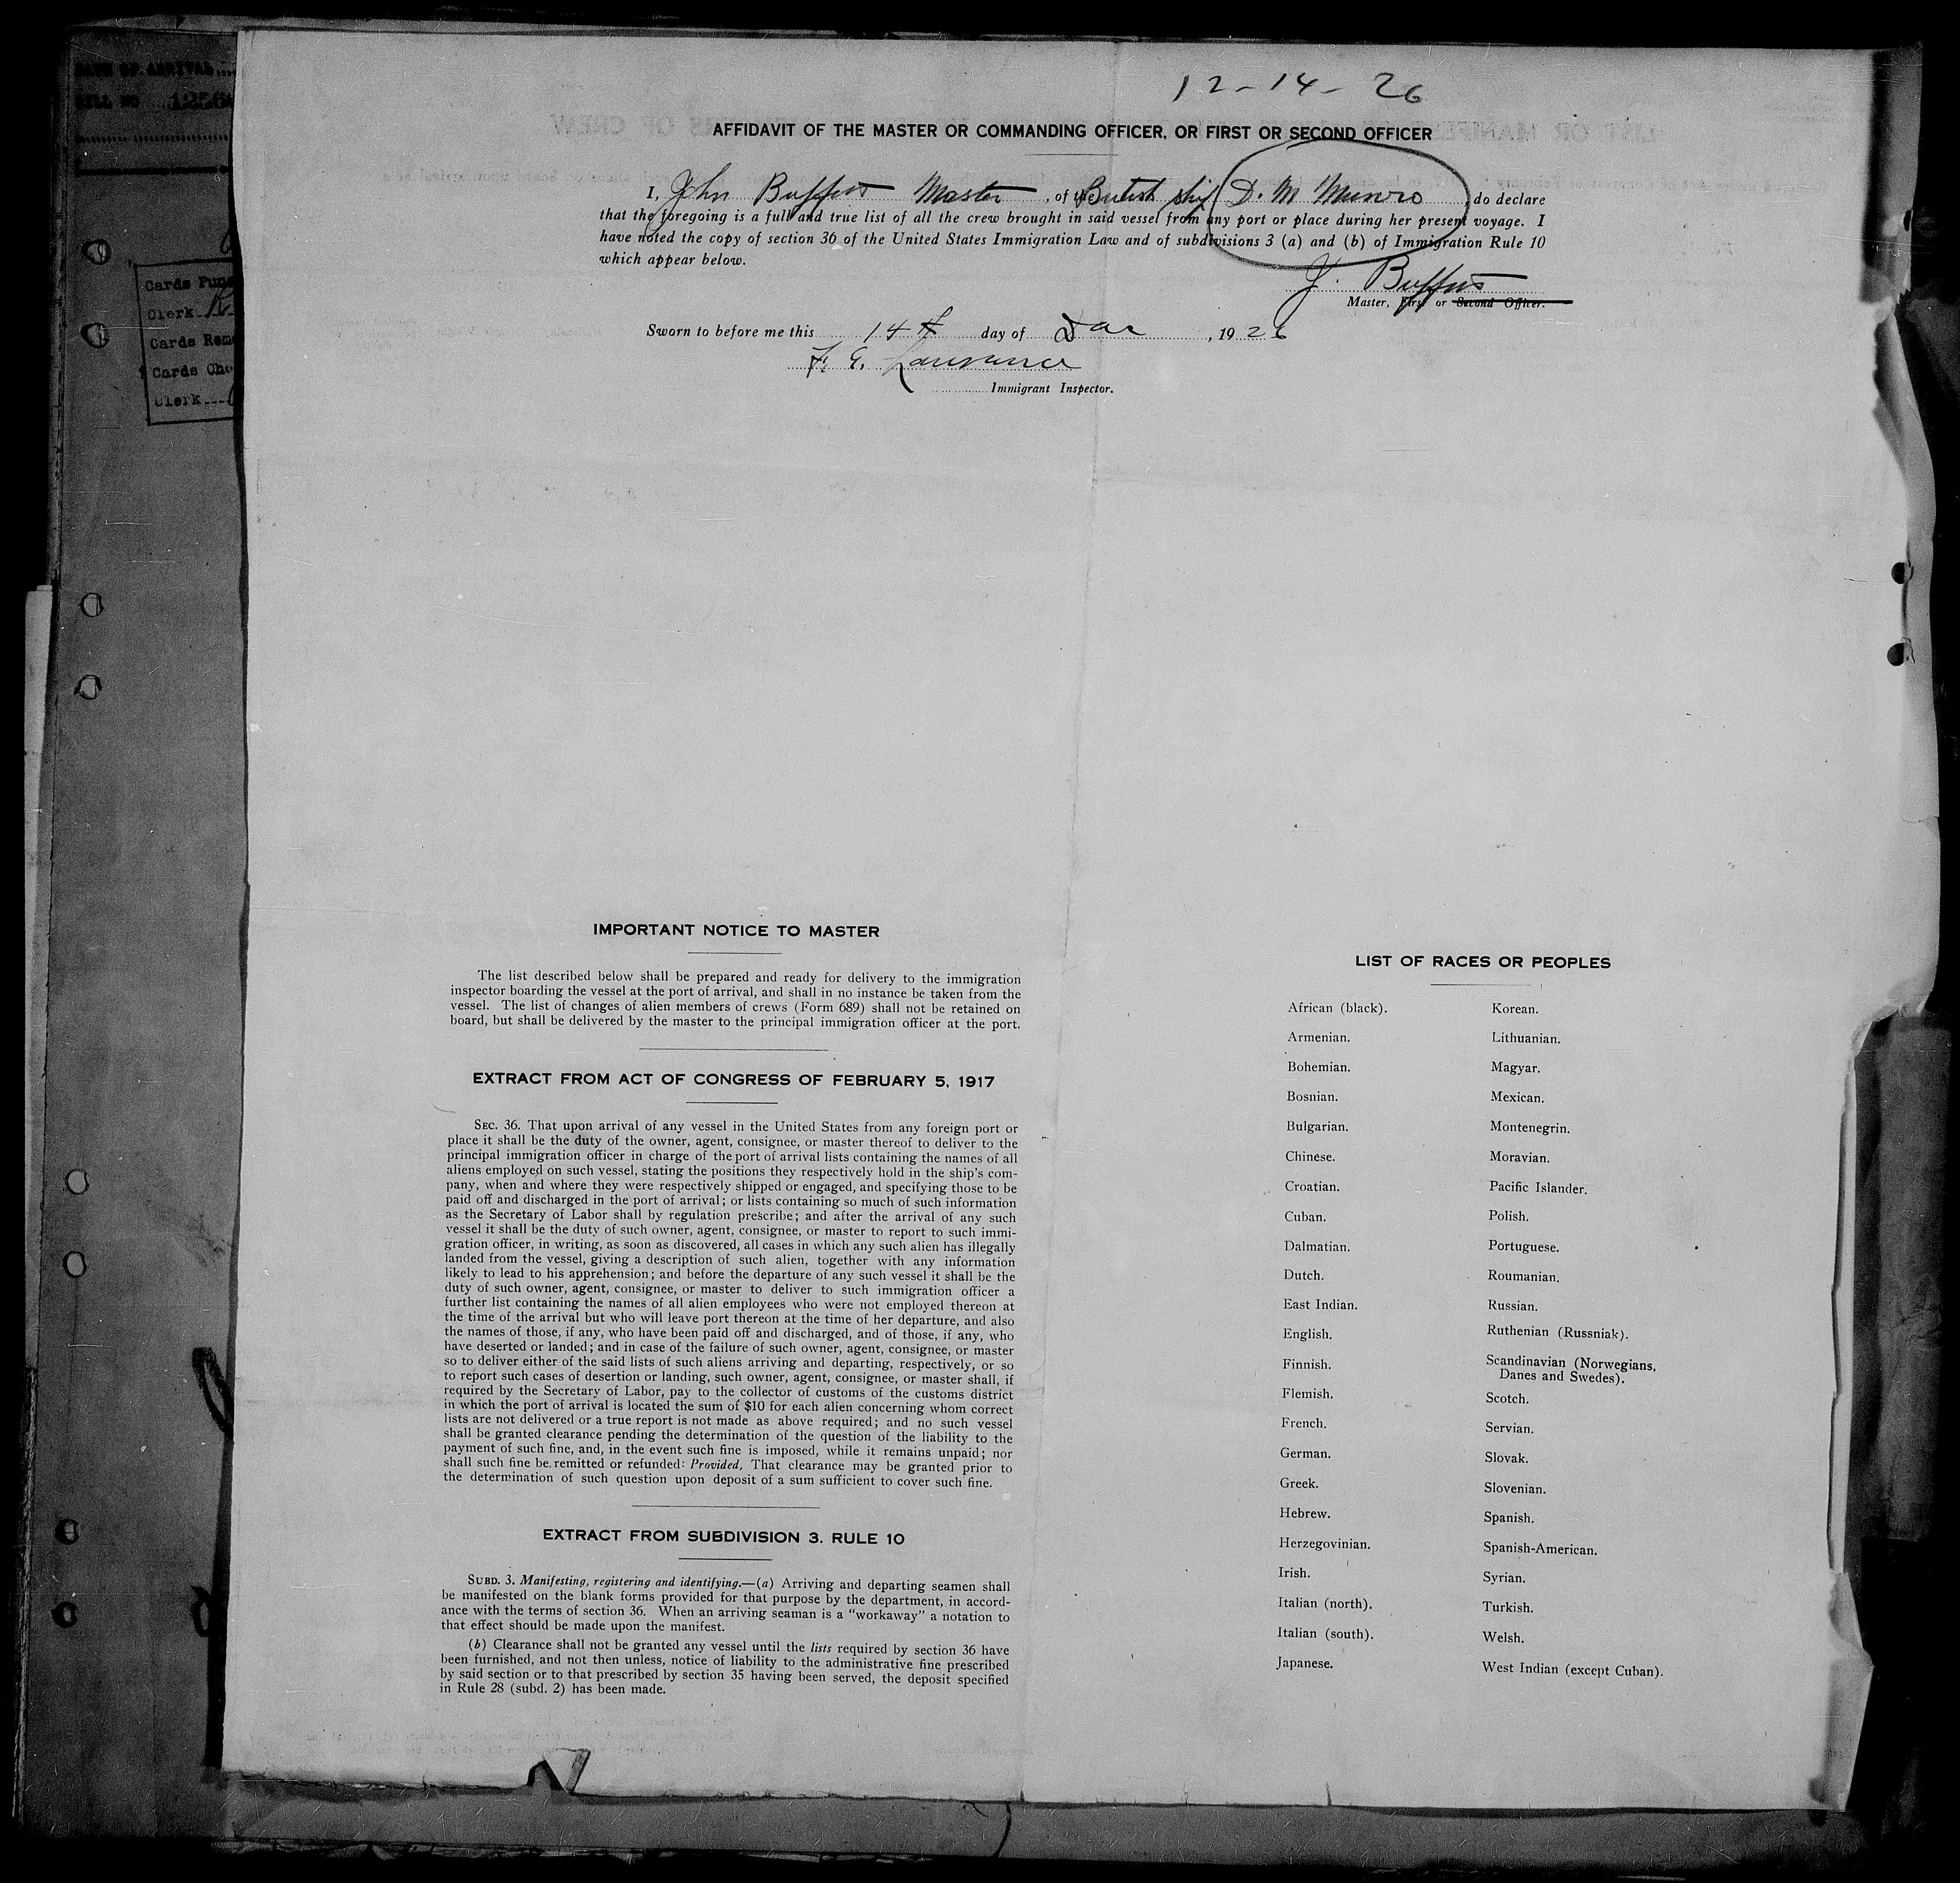 12-14-26
AFFIDAVIT OF THE MASTER OR COMMANDING OFFICER, OR FIRST OR SECOND OFFICER
I, John Master, of the British ship D. M Munro do declare
that the foregoing is a full and true list of all the crew brought in said vessel from any port or place during her present voyage. I
have noted the copy of section 36 of the United States Immigration Law and of subdivisions 3 (a) and (b) of Immigration Rule 10
which appear below.
J.
Master, First or Second Officer.
Sworn to before me this 14th day of , 1926
Immigrant Inspector.
Clerk
Clerk
IMPORTANT NOTICE TO MASTER
The list described below shall be prepared and ready for delivery to the immigration
inspector boarding the vessel at the port of arrival, and shall in no instance be taken from the
vessel. The list of changes of alien members of crews (Form 689) shall not be retained on
board, but shall be delivered by the master to the principal immigration officer at the port.
EXTRACT FROM ACT OF CONGRESS OF FEBRUARY 5, 1917
SEC. 36. That upon arrival of any vessel in the United States from any foreign port or
place it shall be the duty of the owner, agent, consignee, or master thereof to deliver to the
principal immigration officer in charge of the port of arrival lists containing the names of all
aliens employed on such vessel, stating the positions they respectively hold in the ship's com-
pany, when and where they were respectively shipped or engaged, and specifying those to be
paid off and discharged in the port of arrival; or lists containing so much of such information
as the Secretary of Labor shall by regulation prescribe; and after the arrival of any such
vessel it shall be the duty of such owner, agent, consignee, or master to report to such immi-
gration officer, in writing, as soon as discovered, all cases in which any such alien has illegally
landed from the vessel, giving a description of such alien, together with any information
likely to lead to his apprehension; and before the departure of any such vessel it shall be the
duty of such owner, agent, consignee, or master to deliver to such immigration officer a
further list containing the names of all alien employees who were not employed thereon at
the time of the arrival but who will leave port thereon at the time of her departure, and also
the names of those, if any, who have been paid off and discharged, and of those, if any, who
have deserted or landed; and in case of the failure of such owner, agent, consignee, or master
so to deliver either of the said lists of such aliens arriving and departing, respectively, or so
to report such cases of desertion or landing, such owner, agent, consignee, or master shall, if
required by the Secretary of Labor, pay to the collector of customs of the customs district
in which the port of arrival is located the sum of $10 for each alien concerning whom correct
lists are not delivered or a true report is not made as above required; and no such vessel
shall be granted clearance pending the determination of the question of the liability to the
payment of such fine, and, in the event such fine is imposed, while it remains unpaid; nor
shall such fine be remitted or refunded: Provided, That clearance may be granted prior to
the determination of such question upon deposit of a sum sufficient to cover such fine.
EXTRACT FROM SUBDIVISION 3. RULE 10
SUBD. 3. Manifesting, registering and identifying.—(a) Arriving and departing seamen shall
be manifested on the blank forms provided for that purpose by the department, in accord-
ance with the terms of section 36. When an arriving seaman is a "workaway" a notation to
that effect should be made upon the manifest.
(b) Clearance shall not be granted any vessel until the lists required by section 36 have
been furnished, and not then unless, notice of liability to the administrative fine prescribed
by said section or to that prescribed by section 35 having been served, the deposit specified
in Rule 28 (subd. 2) has been made.
LIST OF RACES OR PEOPLES
African (black).
Armenian.
Bohemian.
Bosnian.
Bulgarian.
Chinese.
Croatian.
Cuban.
Dalmatian.
Dutch.
East Indian.
English.
Finnish.
Flemish.
French.
German.
Greek.
Hebrew.
Herzegovinian.
Irish.
Italian (north).
Italian (south).
Japanese.
Korean.
Lithuanian.
Magyar.
Mexican.
Montenegrin.
Moravian.
Pacific Islander.
Polish.
Portuguese.
Roumanian.
Russian.
Ruthenian (Russniak).
Scandinavian (Norwegians,
Danes and Swedes).
Scotch.
Servian.
Slovak.
Slovenian.
Spanish.
Spanish-American.
Syrian.
Turkish.
Welsh.
West Indian (except Cuban).